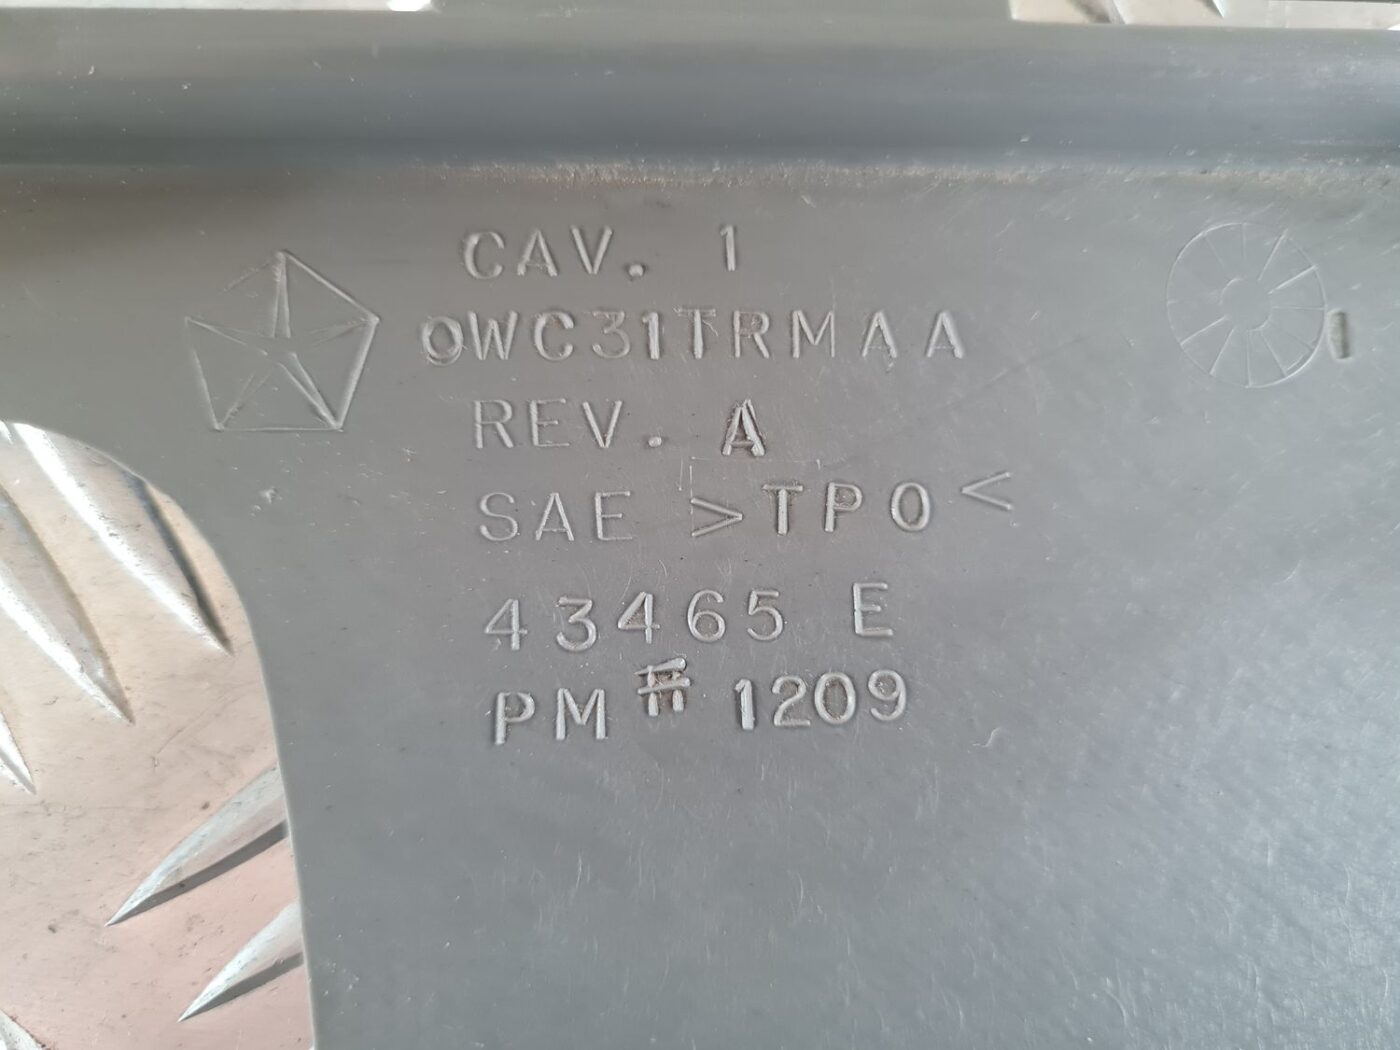 CAV. 1
0WC31TRMAA
REV. A
SAE >TPO<
43465 E
PM # 1209